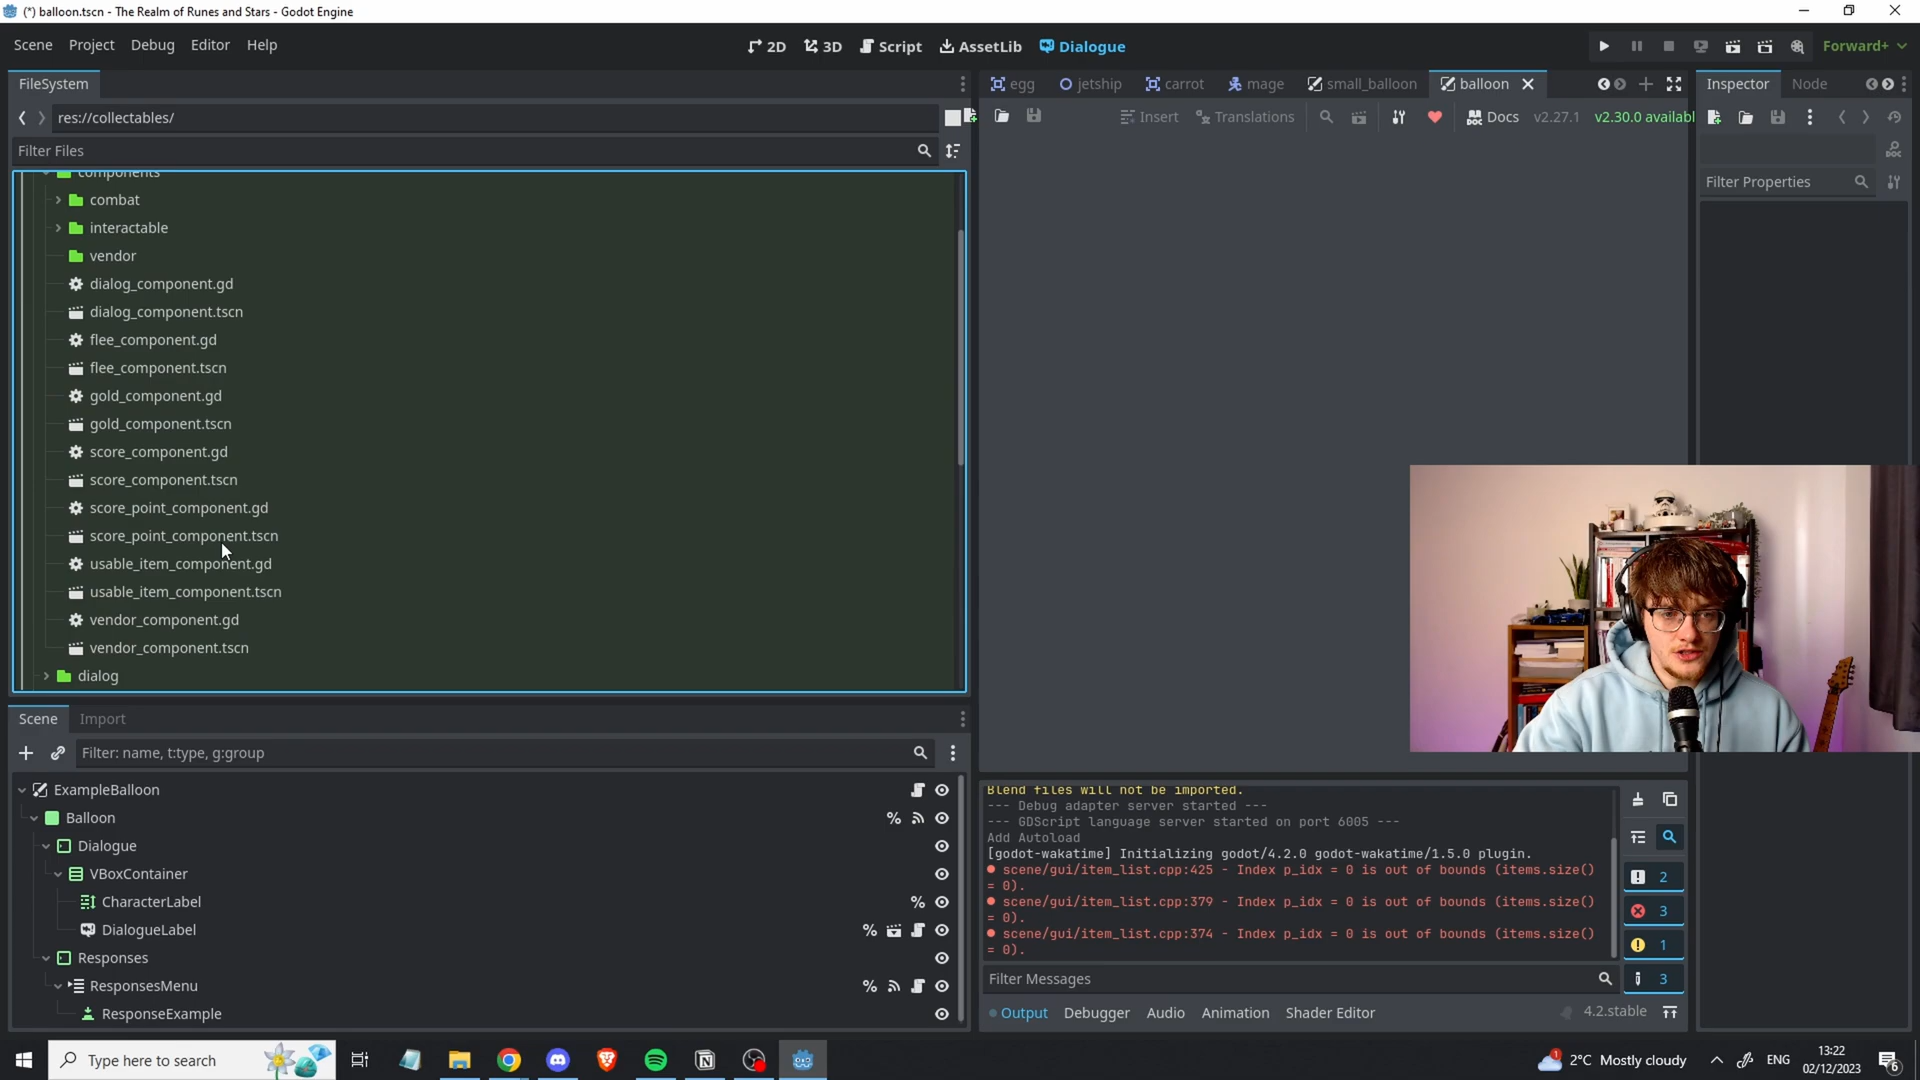 (*) balloon.tscn - The Realm of Runes and Stars - Godot Engine
Scene Project Debug Editor Help
2D 3D Script AssetLib Dialogue
Forward+
FileSystem
res://collectables/
Filter Files
components
combat
interactable
vendor
dialog_component.gd
dialog_component.tscn
flee_component.gd
flee_component.tscn
gold_component.gd
gold_component.tscn
score_component.gd
score_component.tscn
score_point_component.gd
score_point_component.tscn
usable_item_component.gd
usable_item_component.tscn
vendor_component.gd
vendor_component.tscn
dialog
Scene Import
Filter: name, t:type, g:group
ExampleBalloon
Balloon
Dialogue
VBoxContainer
CharacterLabel
DialogueLabel
Responses
ResponsesMenu
ResponseExample
egg jetship carrot mage small_balloon balloon
Insert Translations Docs v2.27.1 v2.30.0 availabl
Inspector Node
Filter Properties
Blend files will not be imported.
--- Debug adapter server started ---
--- GDScript language server started on port 6005 ---
Add Autoload
[godot-wakatime] Initializing godot/4.2.0 godot-wakatime/1.5.0 plugin.
scene/gui/item_list.cpp:425 - Index p_idx = 0 is out of bounds (items.size()
= 0).
scene/gui/item_list.cpp:379 - Index p_idx = 0 is out of bounds (items.size()
= 0).
scene/gui/item_list.cpp:374 - Index p_idx = 0 is out of bounds (items.size()
= 0).
2
3
1
3
Filter Messages
Output Debugger Audio Animation Shader Editor
4.2.stable
Type here to search
1
2°C Mostly cloudy
ENG
13:22
02/12/2023
6